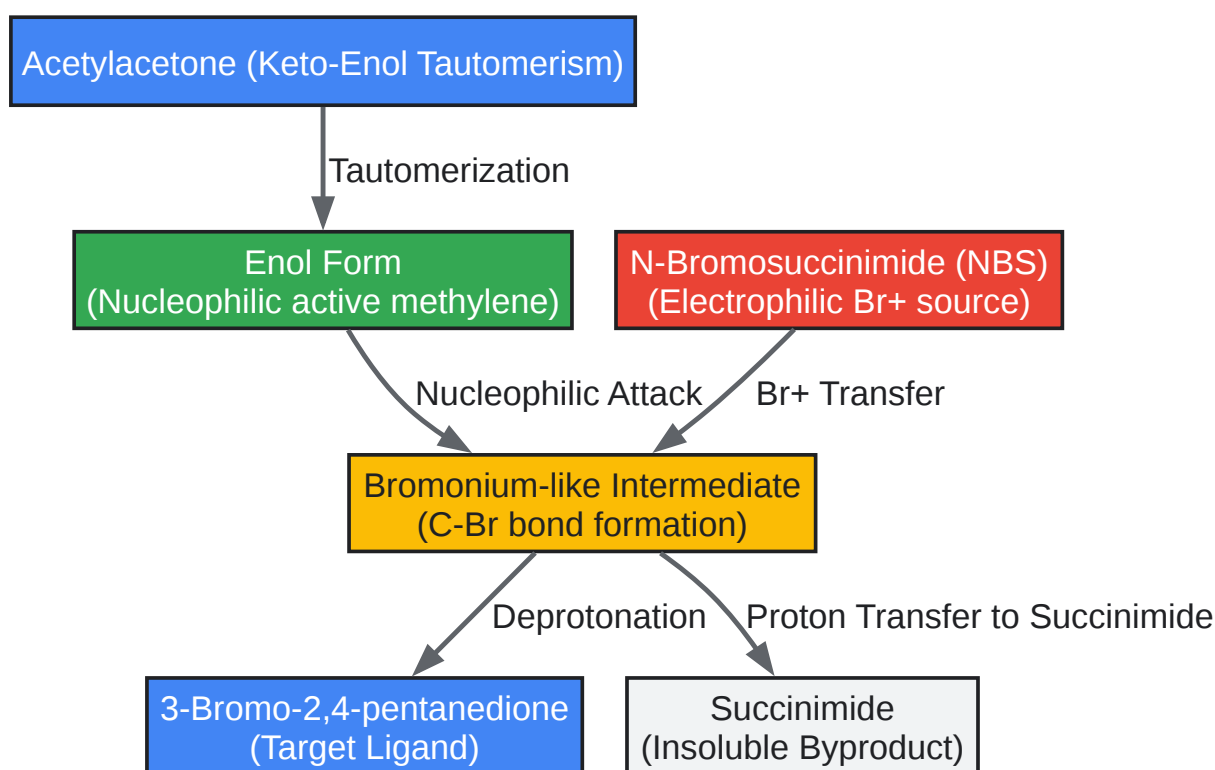 Acetylacetone (Keto-Enol Tautomerism)
Tautomerization
Enol Form
(Nucleophilic active methylene)
N-Bromosuccinimide (NBS)
(Electrophilic Br+ source)
Nucleophilic Attack
Br+ Transfer
Bromonium-like Intermediate
(C-Br bond formation)
Deprotonation
Proton Transfer to Succinimide
3-Bromo-2,4-pentanedione
(Target Ligand)
Succinimide
(Insoluble Byproduct)